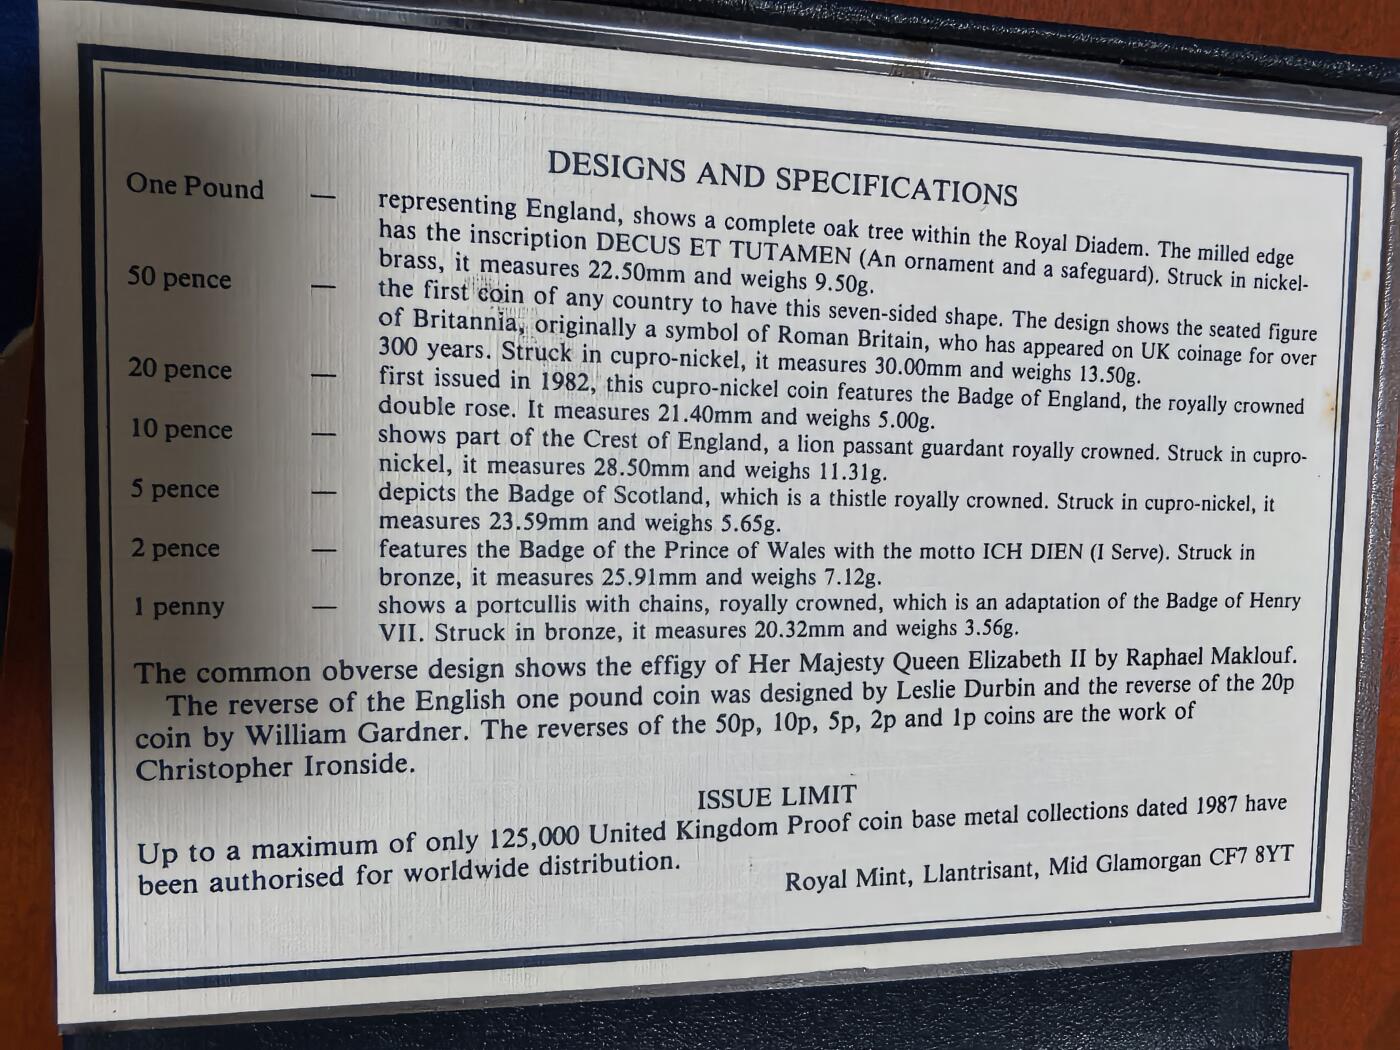 DESIGNS AND SPECIFICATIONS
One Pound — representing England, shows a complete oak tree within the Royal Diadem. The milled edge
has the inscription DECUS ET TUTAMEN (An ornament and a safeguard). Struck in nickel-
brass, it measures 22.50mm and weighs 9.50g.
50 pence — the first coin of any country to have this seven-sided shape. The design shows the seated figure
of Britannia, originally a symbol of Roman Britain, who has appeared on UK coinage for over
300 years. Struck in cupro-nickel, it measures 30.00mm and weighs 13.50g.
20 pence — first issued in 1982, this cupro-nickel coin features the Badge of England, the royally crowned
double rose. It measures 21.40mm and weighs 5.00g.
10 pence — shows part of the Crest of England, a lion passant guardant royally crowned. Struck in cupro-
nickel, it measures 28.50mm and weighs 11.31g.
5 pence — depicts the Badge of Scotland, which is a thistle royally crowned. Struck in cupro-nickel, it
measures 23.59mm and weighs 5.65g.
2 pence — features the Badge of the Prince of Wales with the motto ICH DIEN (I Serve). Struck in
bronze, it measures 25.91mm and weighs 7.12g.
1 penny — shows a portcullis with chains, royally crowned, which is an adaptation of the Badge of Henry
VII. Struck in bronze, it measures 20.32mm and weighs 3.56g.
The common obverse design shows the effigy of Her Majesty Queen Elizabeth II by Raphael Maklouf.
The reverse of the English one pound coin was designed by Leslie Durbin and the reverse of the 20p
coin by William Gardner. The reverses of the 50p, 10p, 5p, 2p and 1p coins are the work of
Christopher Ironside.
ISSUE LIMIT
Up to a maximum of only 125,000 United Kingdom Proof coin base metal collections dated 1987 have
been authorised for worldwide distribution.
Royal Mint, Llantrisant, Mid Glamorgan CF7 8YT